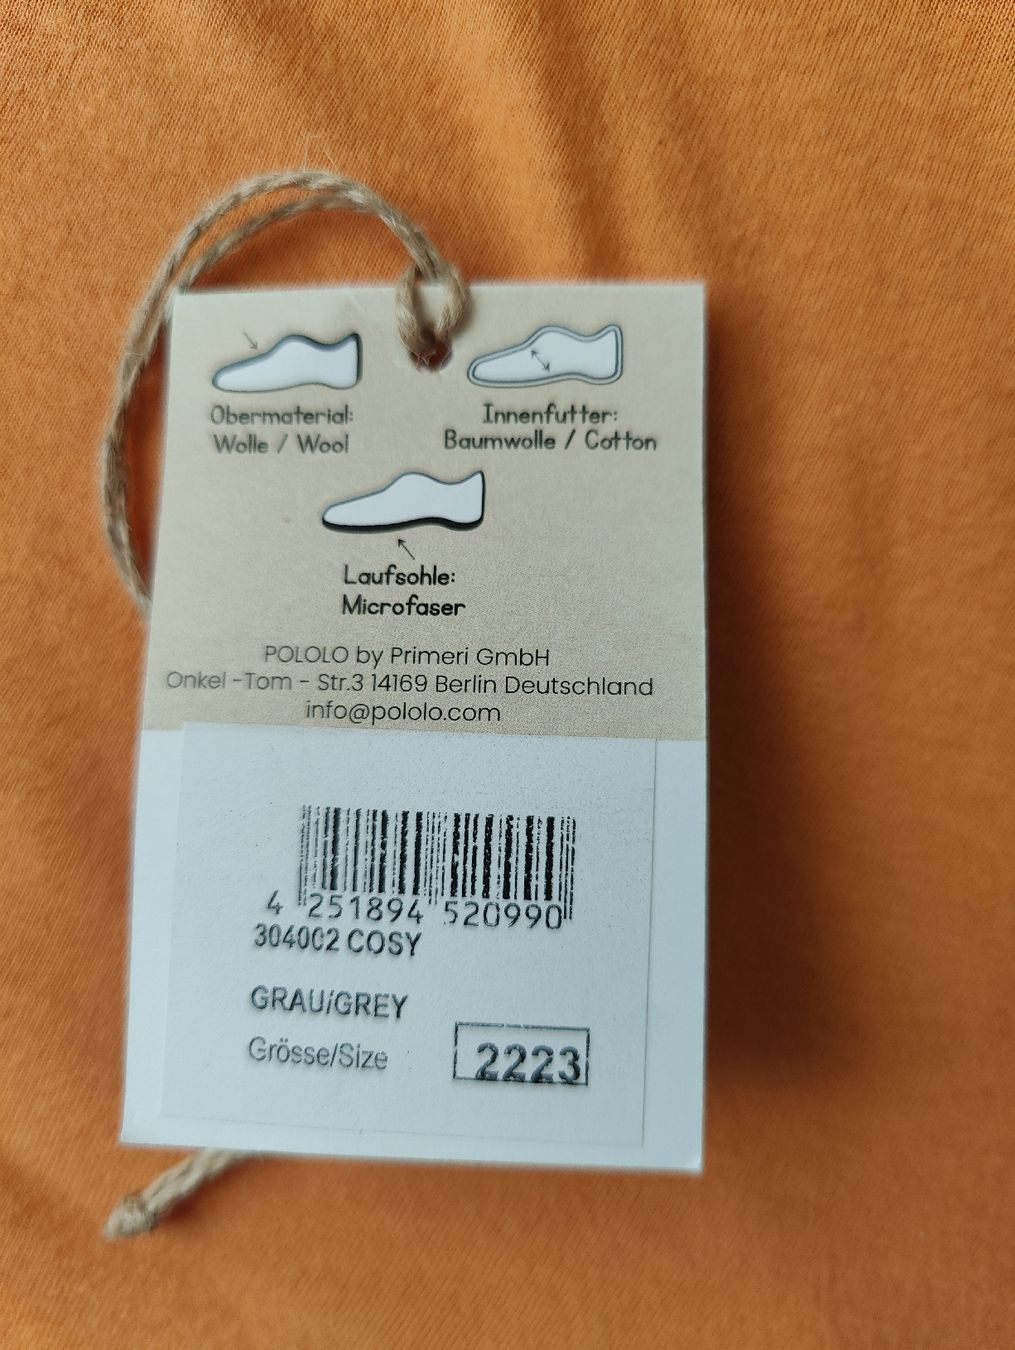 Obermaterial:
Wolle / Wool
Innenfutter:
Baumwolle / Cotton
Laufsohle:
Microfaser
POLOLO by Primeri GmbH
Onkel -Tom - Str.3 14169 Berlin Deutschland
info@pololo.com
4 251894 520990
304002 COSY
GRAU/GREY
Grösse/Size 2223